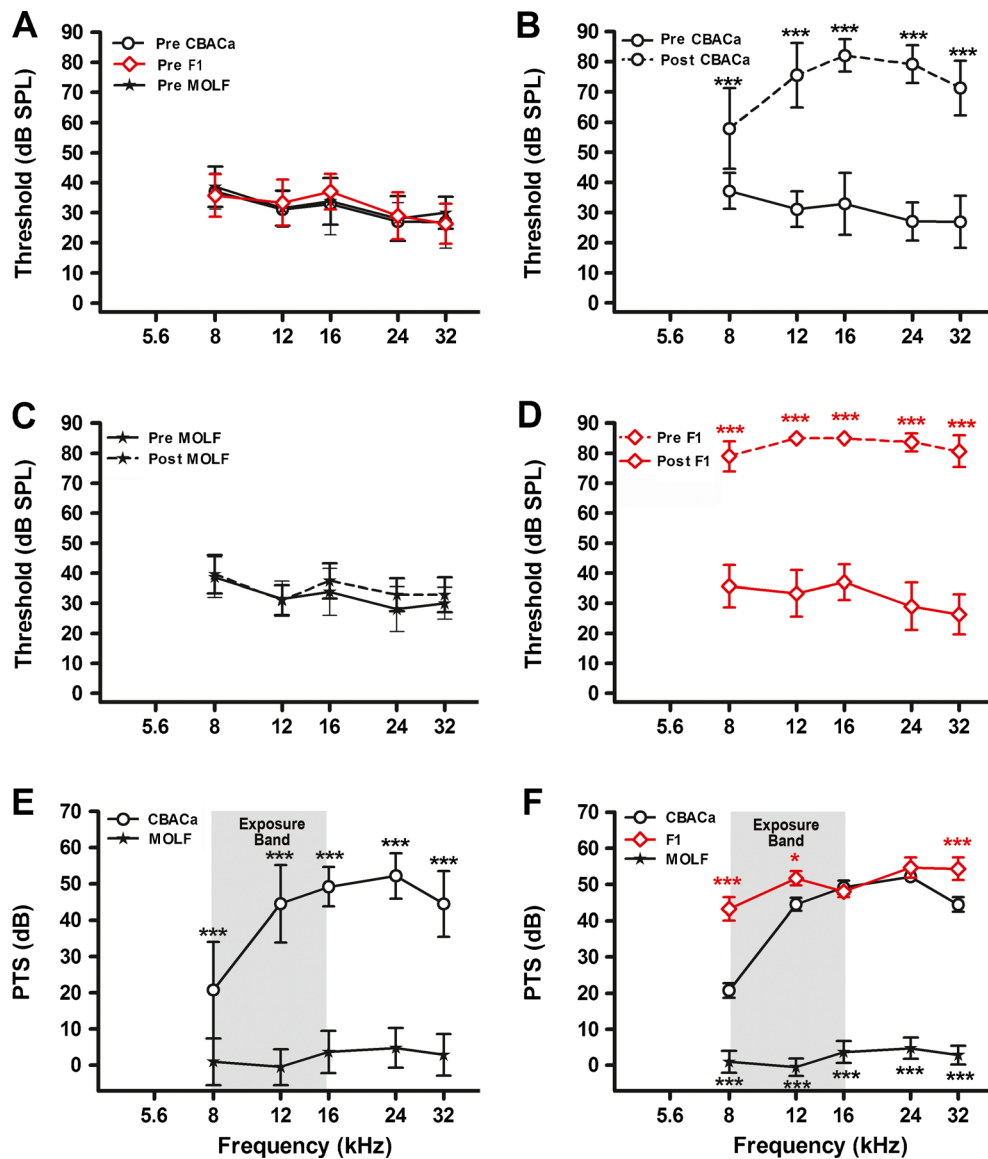 A
Threshold (dB SPL)
90
80
70
60
50
40
30
20
10
0
Pre CBACa
Pre F1
Pre MOLF
5.6 8 12 16 24 32
B
Threshold (dB SPL)
90
80
70
60
50
40
30
20
10
0
Pre CBACa
Post CBACa
*** *** *** *** ***
5.6 8 12 16 24 32
C
Threshold (dB SPL)
90
80
70
60
50
40
30
20
10
0
Pre MOLF
Post MOLF
5.6 8 12 16 24 32
D
Threshold (dB SPL)
90
80
70
60
50
40
30
20
10
0
Pre F1
Post F1
*** *** *** *** ***
5.6 8 12 16 24 32
E
PTS (dB)
70
60
50
40
30
20
10
0
CBACa
MOLF
Exposure
Band
*** *** *** *** ***
5.6 8 12 16 24 32
Frequency (kHz)
F
PTS (dB)
70
60
50
40
30
20
10
0
CBACa
F1
MOLF
Exposure
Band
*** * ***
*** *** *** *** ***
5.6 8 12 16 24 32
Frequency (kHz)